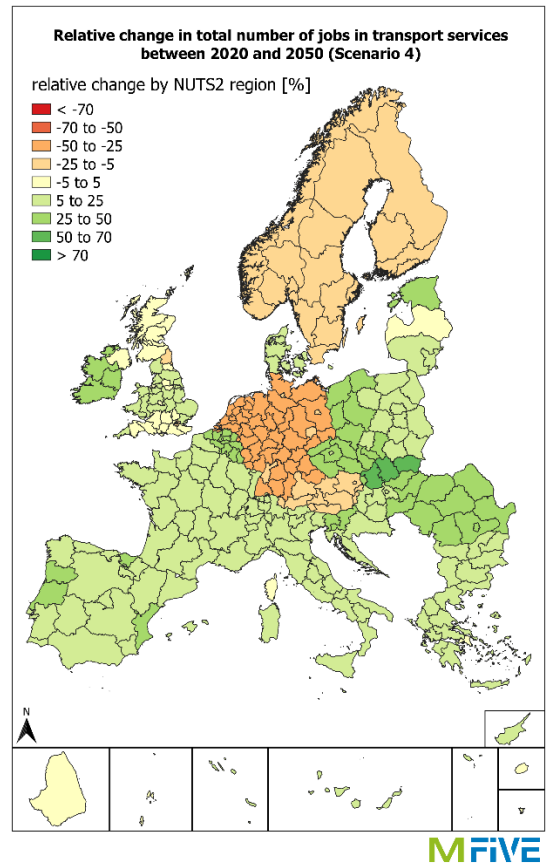 Relative change in total number of jobs in transport services
between 2020 and 2050 (Scenario 4)
relative change by NUTS2 region [%]
< -70
-70 to -50
-50 to -25
-25 to -5
-5 to 5
5 to 25
25 to 50
50 to 70
> 70
N
MFIVE